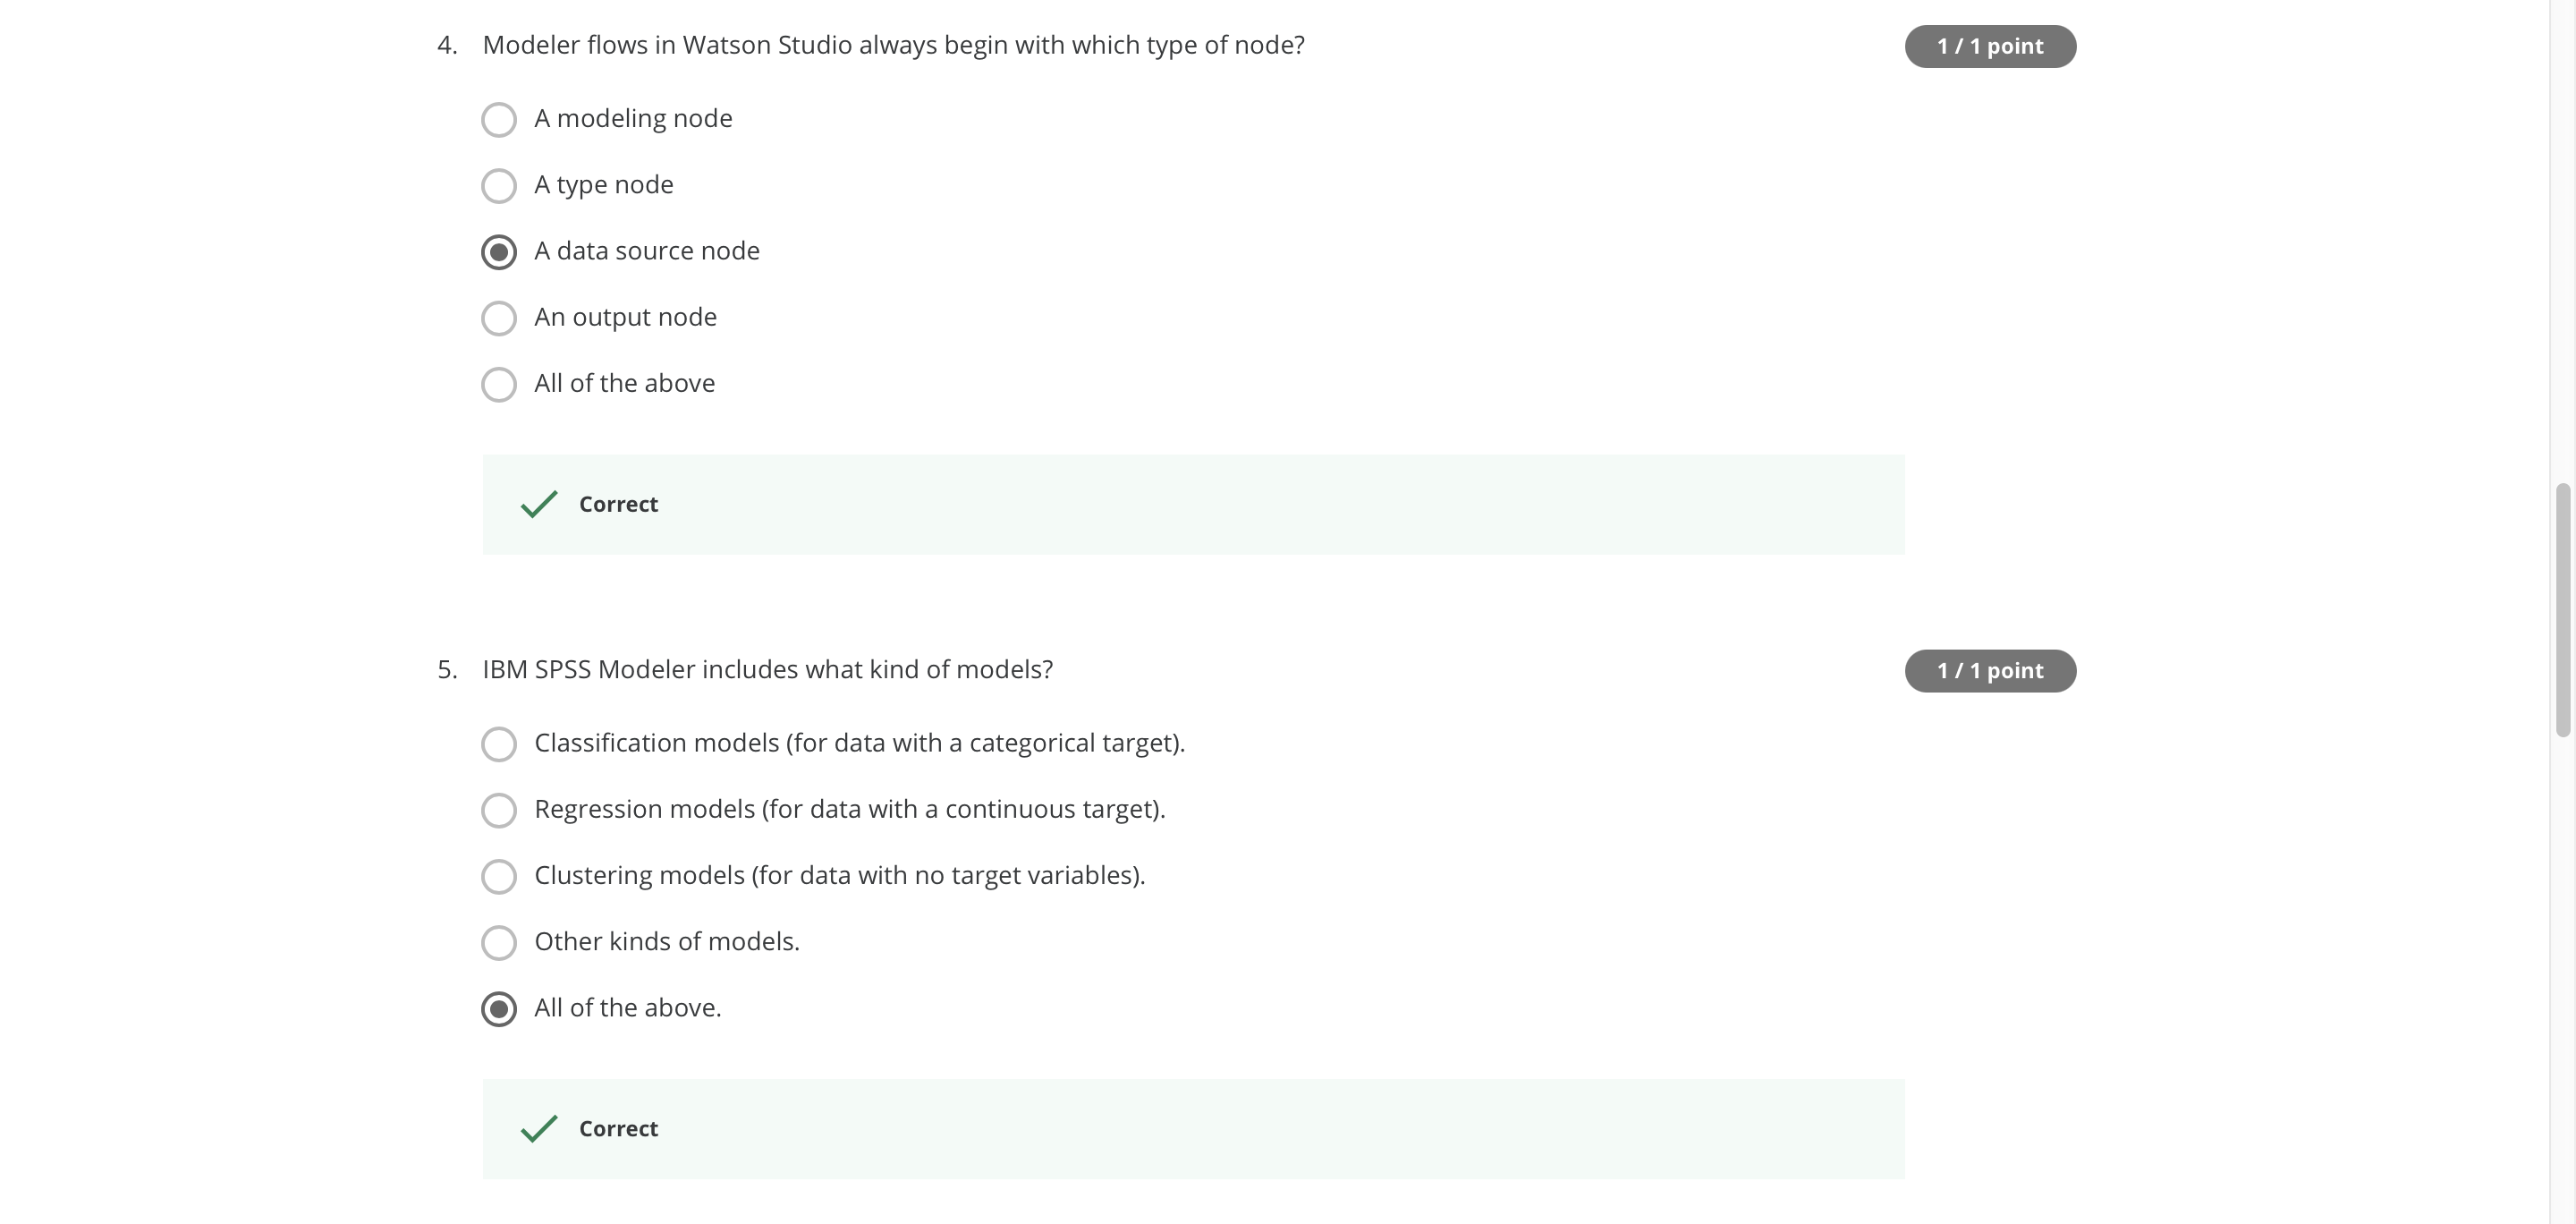 4. Modeler flows in Watson Studio always begin with which type of node?
1 / 1 point
A modeling node
A type node
A data source node
An output node
All of the above
Correct
5. IBM SPSS Modeler includes what kind of models?
1 / 1 point
Classification models (for data with a categorical target).
Regression models (for data with a continuous target).
Clustering models (for data with no target variables).
Other kinds of models.
All of the above.
Correct